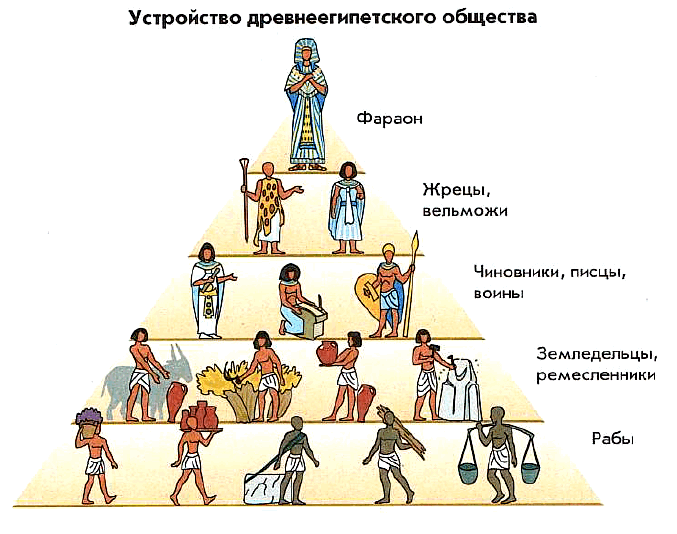 Устройство древнеегипетского общества
Фараон
Жрецы,
вельможи
Чиновники, писцы,
воины
Земледельцы,
ремесленники
Рабы